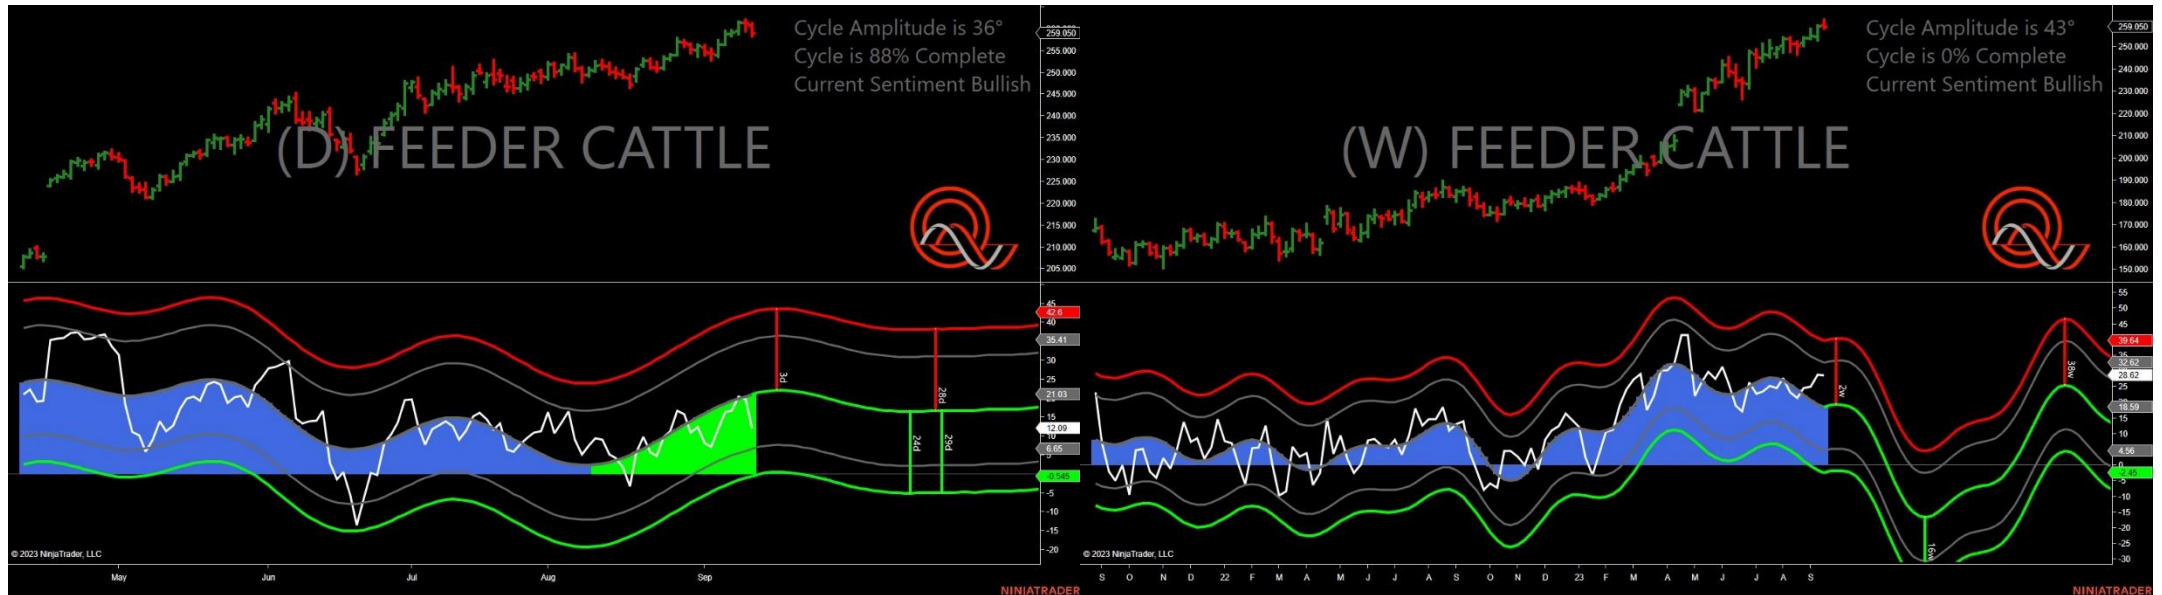 Cycle Amplitude is 36°
Cycle is 88% Complete
Current Sentiment Bullish
(D) FEEDER CATTLE
259.050
255.000
250.000
245.000
240.000
235.000
230.000
225.000
220.000
215.000
210.000
205.000
45
42.6
40
35.41
30
25
21.03
15
12.09
10
6.65
-0.545
-5
-10
-15
-20
3d
28d
24d
29d
© 2023 NinjaTrader, LLC
May Jun Jul Aug Sep
NINJATRADER
Cycle Amplitude is 43°
Cycle is 0% Complete
Current Sentiment Bullish
(W) FEEDER CATTLE
259.050
250.000
240.000
230.000
220.000
210.000
200.000
190.000
180.000
170.000
160.000
150.000
55
50
45
39.64
32.62
28.62
25
18.59
15
10
4.56
0
-2.45
-5
-10
-15
-20
-25
-30
2w
38w
16w
© 2023 NinjaTrader, LLC
S O N D 22 F M A M J J A S O N D 23 F M A M J J A S
NINJATRADER